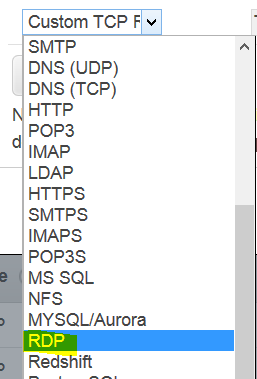 Custom TCP F
SMTP
DNS (UDP)
DNS (TCP)
HTTP
POP3
IMAP
LDAP
HTTPS
SMTPS
IMAPS
POP3S
MS SQL
NFS
MYSQL/Aurora
RDP
Redshift